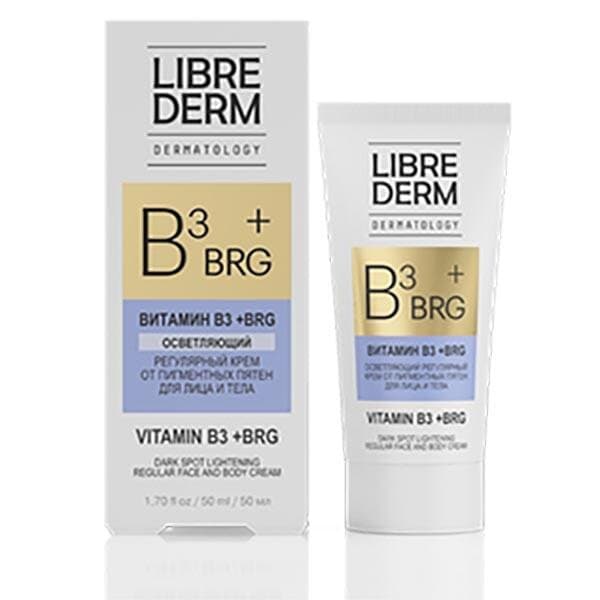 LIBRE
DERM
DERMATOLOGY
B³ +
BRG
ВИТАМИН B3 +BRG
ОСВЕТЛЯЮЩИЙ
РЕГУЛЯРНЫЙ КРЕМ
ОТ ПИГМЕНТНЫХ ПЯТЕН
ДЛЯ ЛИЦА И ТЕЛА
VITAMIN B3 +BRG
DARK SPOT LIGHTENING
REGULAR FACE AND BODY CREAM
1.70 fl oz / 50 ml / 50 мл
LIBRE
DERM
DERMATOLOGY
B³ +
BRG
ВИТАМИН B3 +BRG
ОСВЕТЛЯЮЩИЙ РЕГУЛЯРНЫЙ
КРЕМ ОТ ПИГМЕНТНЫХ ПЯТЕН
ДЛЯ ЛИЦА И ТЕЛА
VITAMIN B3 +BRG
DARK SPOT LIGHTENING
REGULAR FACE AND BODY CREAM